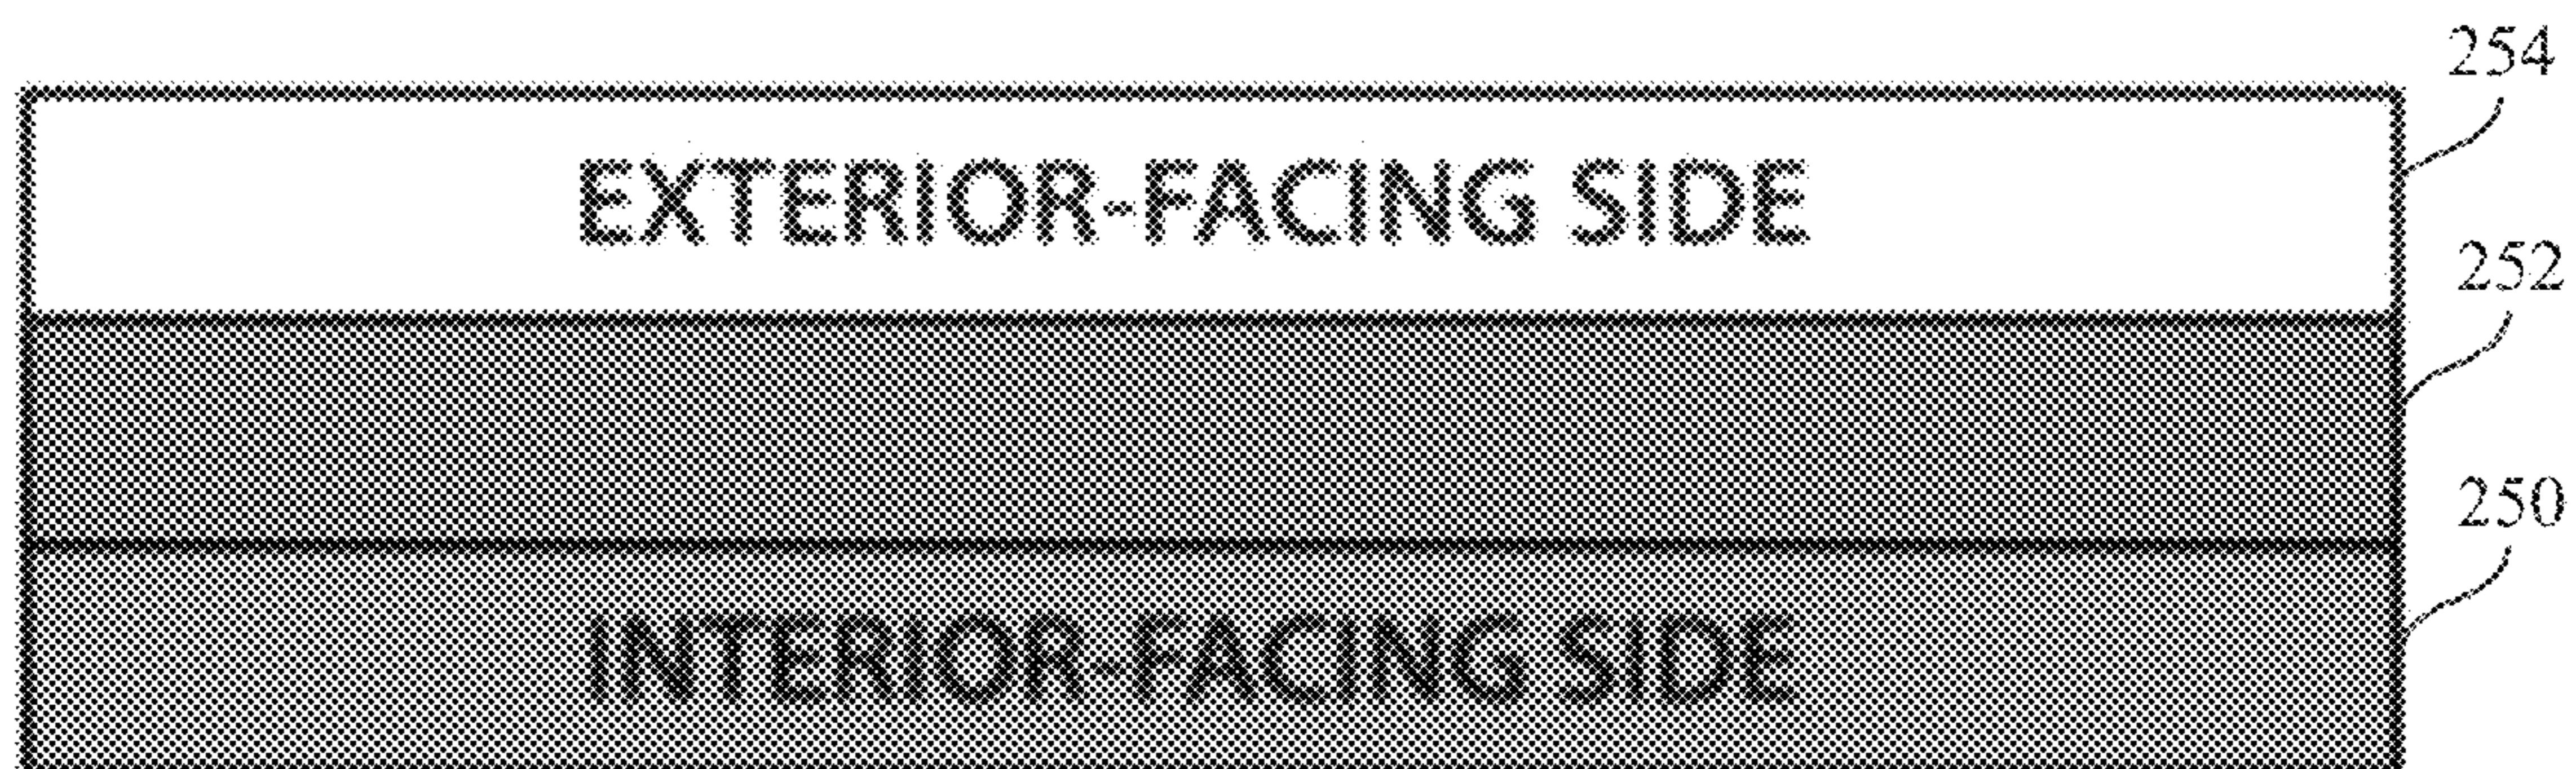 254
EXTERIOR-FACING SIDE
252
250
INTERIOR-FACING SIDE